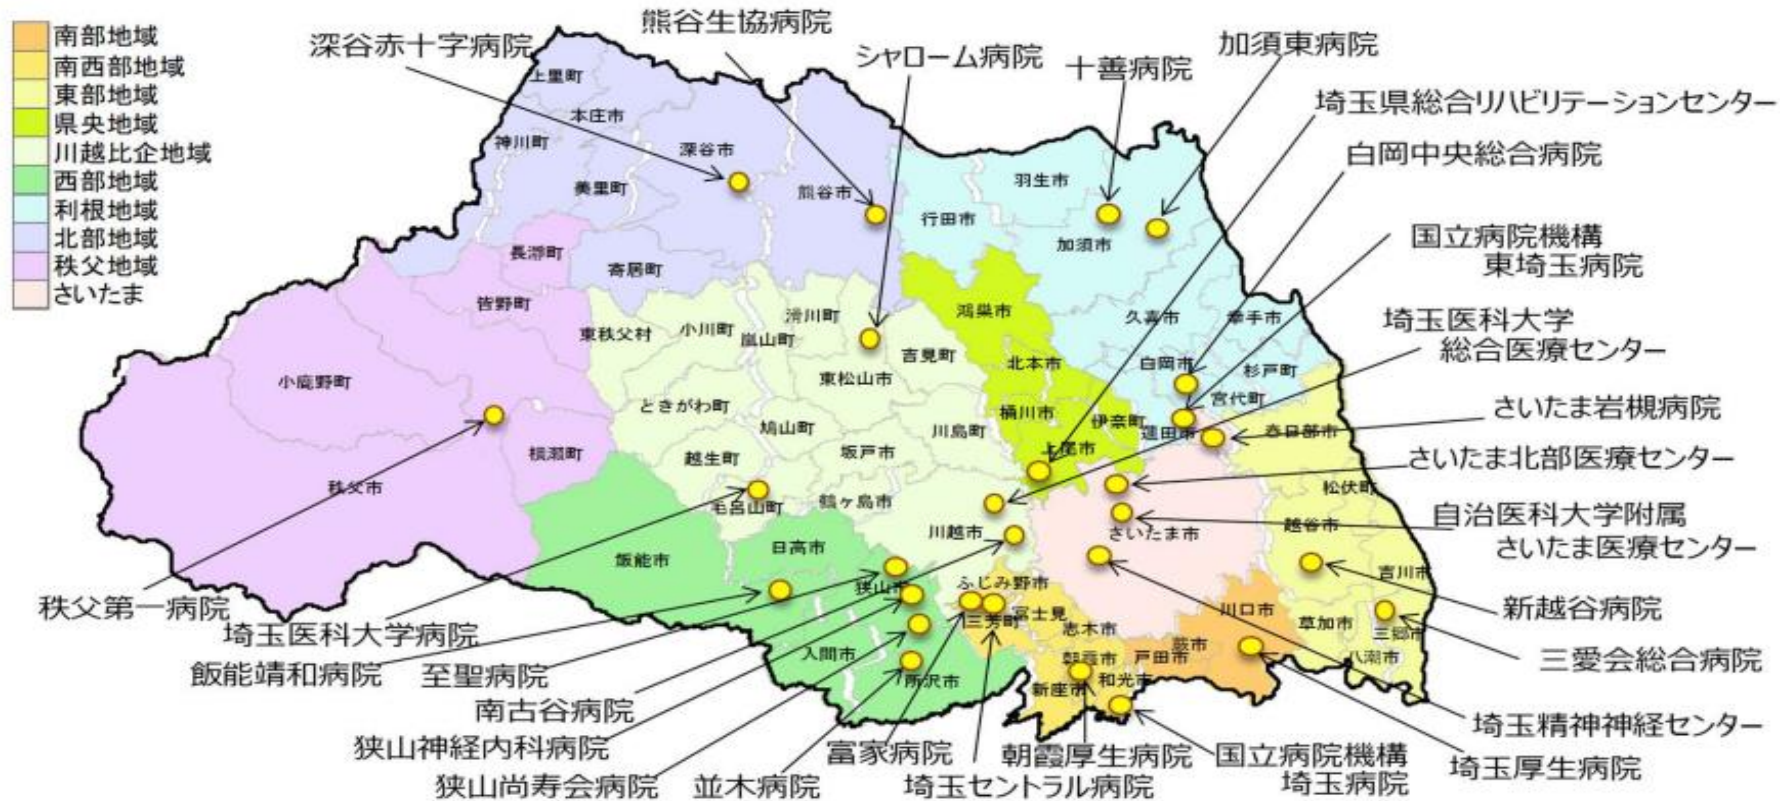 南部地域
南西部地域
東部地域
県央地域
川越比企地域
西部地域
利根地域
北部地域
秩父地域
さいたま
深谷赤十字病院
熊谷生協病院
シャローム病院
十善病院
加須東病院
埼玉県総合リハビリテーションセンター
白岡中央総合病院
国立病院機構
東埼玉病院
埼玉医科大学
総合医療センター
さいたま岩槻病院
さいたま北部医療センター
自治医科大学附属
さいたま医療センター
新越谷病院
三愛会総合病院
埼玉精神神経センター
埼玉厚生病院
国立病院機構
埼玉病院
朝霞厚生病院
埼玉セントラル病院
富家病院
並木病院
狭山尚寿会病院
狭山神経内科病院
南古谷病院
至聖病院
飯能靖和病院
埼玉医科大学病院
秩父第一病院
上里町
本庄市
神川町
美里町
深谷市
熊谷市
寄居町
長瀞町
皆野町
小鹿野町
秩父市
横瀬町
東秩父村
小川町
嵐山町
滑川町
吉見町
東松山市
ときがわ町
鳩山町
川島町
越生町
坂戸市
毛呂山町
鶴ヶ島市
川越市
行田市
羽生市
加須市
久喜市
幸手市
白岡市
杉戸町
宮代町
蓮田市
鴻巣市
北本市
桶川市
伊奈町
上尾市
春日部市
松伏町
越谷市
吉川市
草加市
三郷市
八潮市
さいたま市
川口市
蕨市
戸田市
ふじみ野市
富士見
三芳町
志木市
朝霞市
和光市
新座市
飯能市
日高市
狭山市
入間市
所沢市